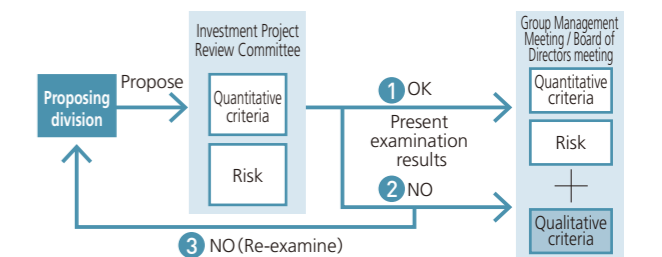 Proposing
division
Propose
Investment Project
Review Committee
Quantitative
criteria
Risk
1 OK
Present
examination
results
2 NO
3 NO (Re-examine)
Group Management
Meeting / Board of
Directors meeting
Quantitative
criteria
Risk
+
Qualitative
criteria